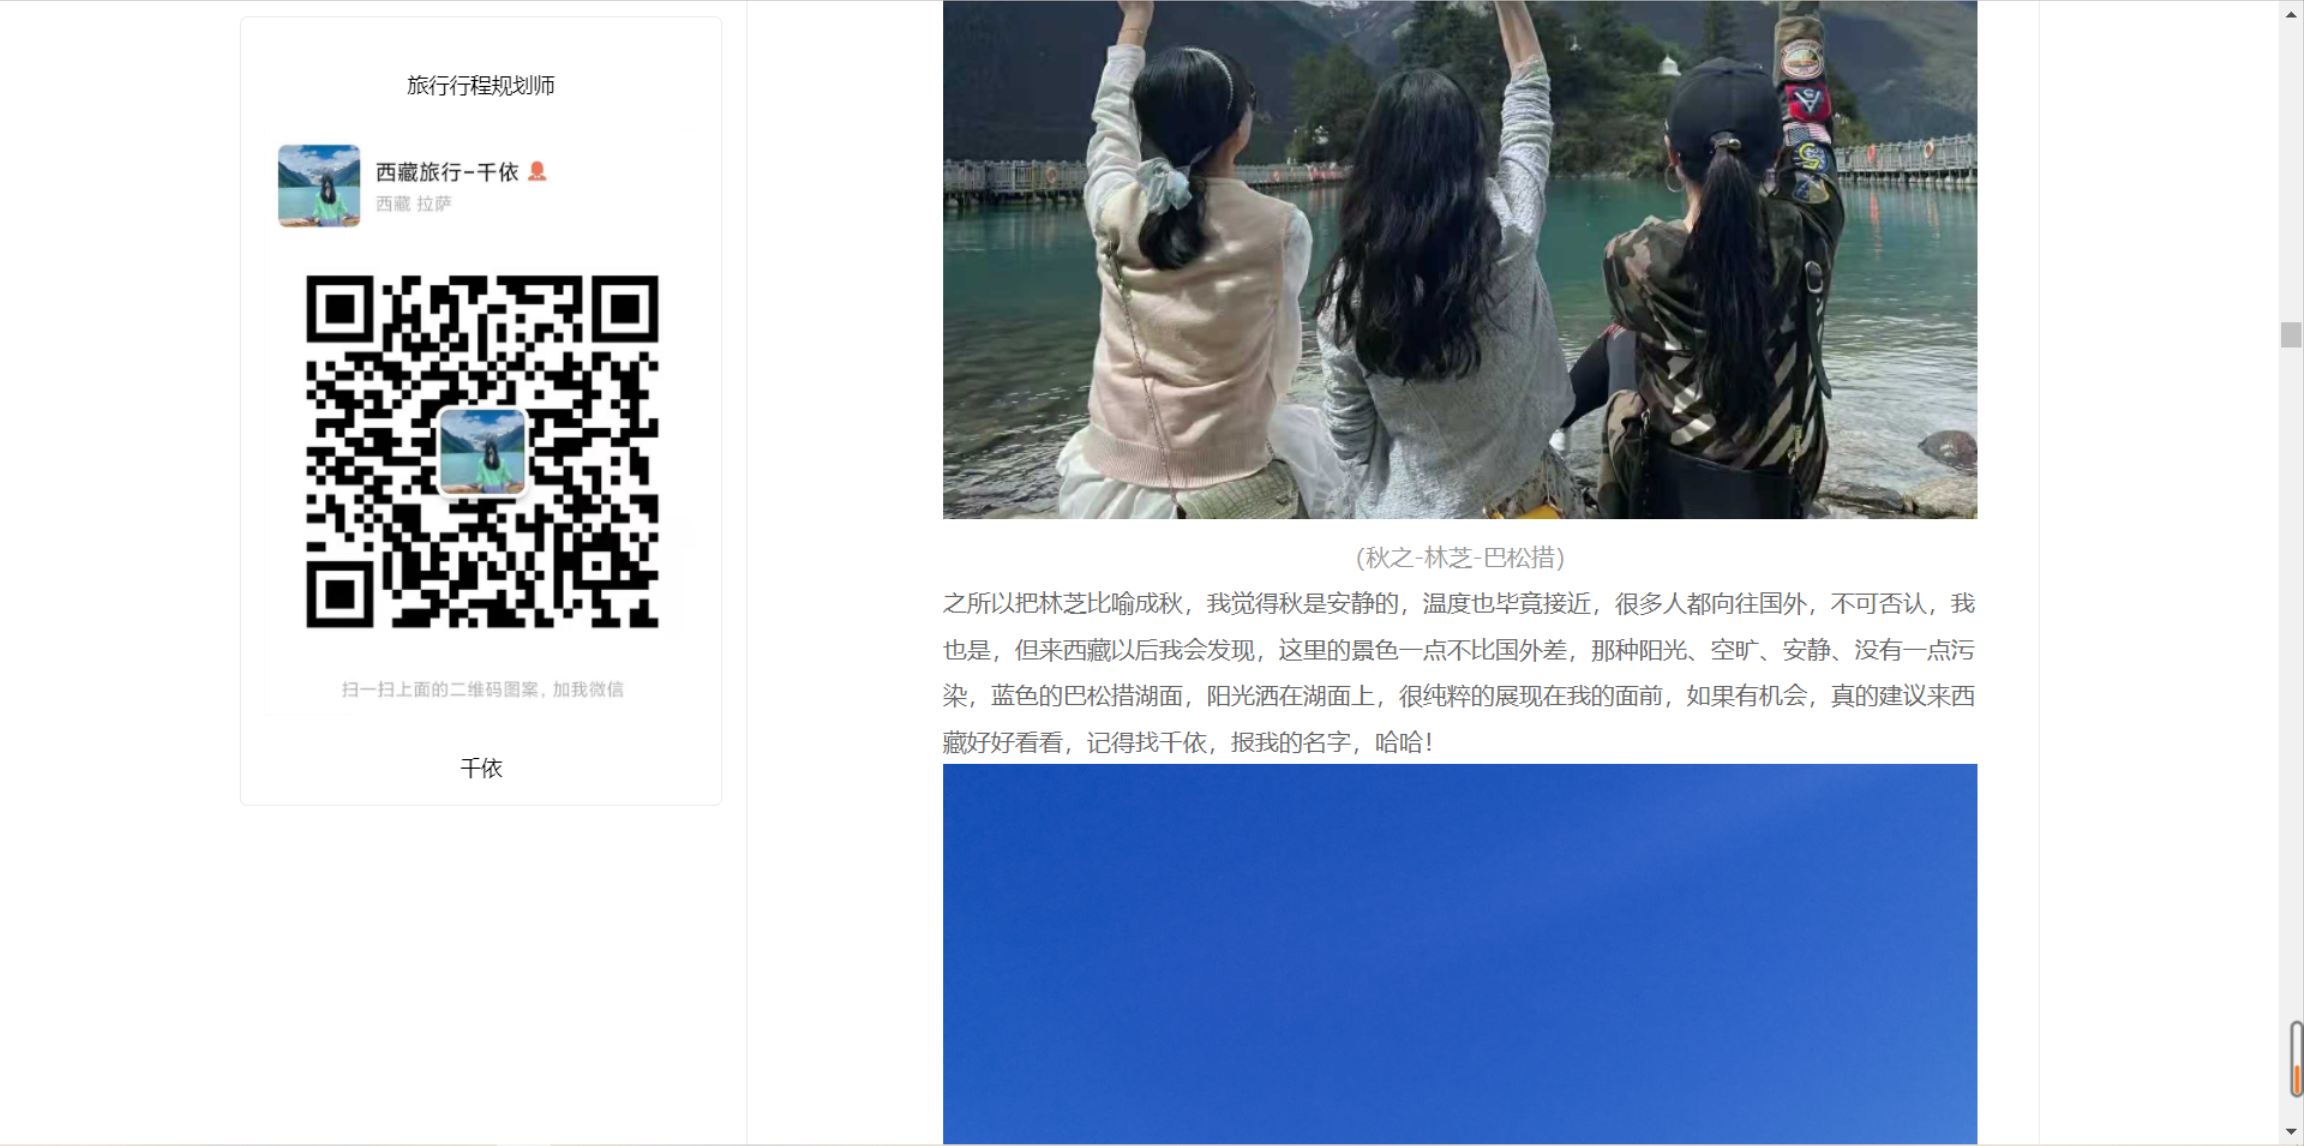 旅行行程规划师
西藏旅行-千依
西藏 拉萨
扫一扫上面的二维码图案，加我微信
千依
(秋之-林芝-巴松措)
之所以把林芝比喻成秋，我觉得秋是安静的，温度也毕竟接近，很多人都向往国外，不可否认，我
也是，但来西藏以后我会发现，这里的景色一点不比国外差，那种阳光、空旷、安静、没有一点污
染，蓝色的巴松措湖面，阳光洒在湖面上，很纯粹的展现在我的面前，如果有机会，真的建议来西
藏好好看看，记得找千依，报我的名字，哈哈！